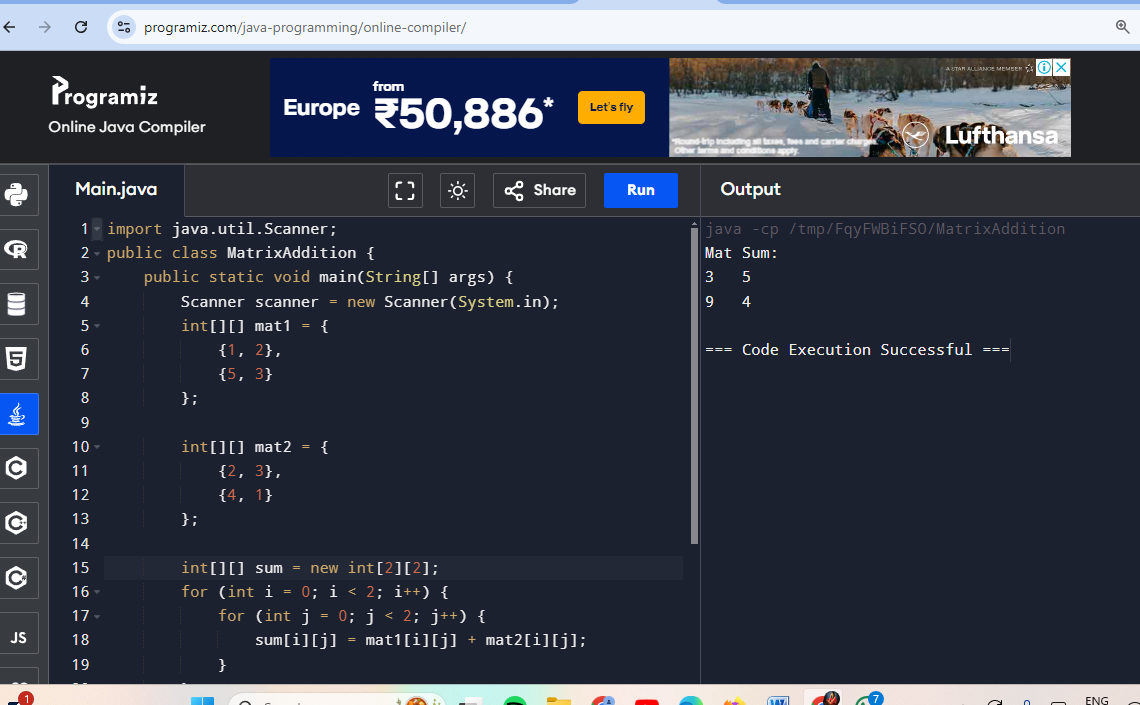 programiz.com/java-programming/online-compiler/
Programiz
Online Java Compiler
Europe
from
₹50,886*
Let's fly
A STAR ALLIANCE MEMBER
*Round-trip including all taxes, fees and carrier charges.
Other terms and conditions apply.
Lufthansa
Main.java
Share
Run
Output
1 import java.util.Scanner;
2 public class MatrixAddition {
3 public static void main(String[] args) {
4 Scanner scanner = new Scanner(System.in);
5 int[][] mat1 = {
6 {1, 2},
7 {5, 3}
8 };
9
10 int[][] mat2 = {
11 {2, 3},
12 {4, 1}
13 };
14
15 int[][] sum = new int[2][2];
16 for (int i = 0; i < 2; i++) {
17 for (int j = 0; j < 2; j++) {
18 sum[i][j] = mat1[i][j] + mat2[i][j];
19 }
java -cp /tmp/FqyFWBiFSO/MatrixAddition
Mat Sum:
3 5
9 4
=== Code Execution Successful ===
R
5
C
C
C
JS
1
7
ENG